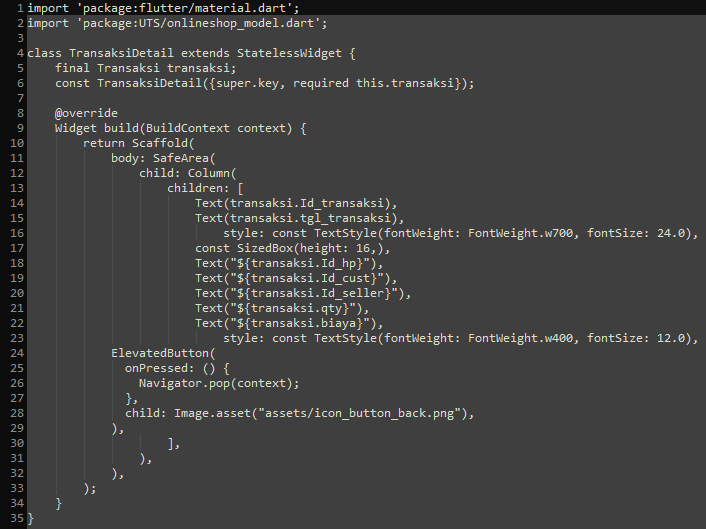 1 import 'package:flutter/material.dart';
2 import 'package:UTS/onlineshop_model.dart';
3
4 class TransaksiDetail extends StatelessWidget {
5     final Transaksi transaksi;
6     const TransaksiDetail({super.key, required this.transaksi});
7
8     @override
9     Widget build(BuildContext context) {
10         return Scaffold(
11             body: SafeArea(
12                 child: Column(
13                     children: [
14                         Text(transaksi.Id_transaksi),
15                         Text(transaksi.tgl_transaksi),
16                             style: const TextStyle(fontWeight: FontWeight.w700, fontSize: 24.0),
17                         const SizedBox(height: 16,),
18                         Text("${transaksi.Id_hp}"),
19                         Text("${transaksi.Id_cust}"),
20                         Text("${transaksi.Id_seller}"),
21                         Text("${transaksi.qty}"),
22                         Text("${transaksi.biaya}"),
23                             style: const TextStyle(fontWeight: FontWeight.w400, fontSize: 12.0),
24             ElevatedButton(
25               onPressed: () {
26                 Navigator.pop(context);
27               },
28               child: Image.asset("assets/icon_button_back.png"),
29             ),
30                     ],
31                 ),
32             ),
33         );
34     }
35 }